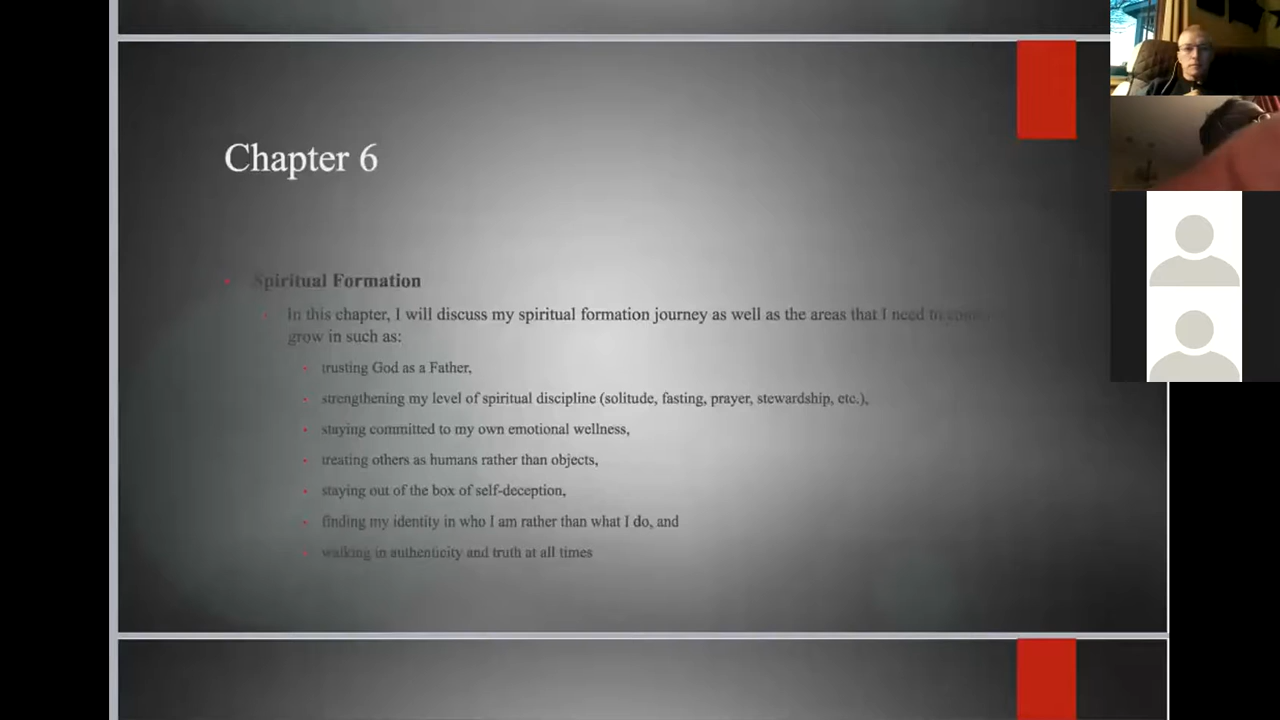 Chapter 6
Spiritual Formation
In this chapter, I will discuss my spiritual formation journey as well as the areas that I need to
grow in such as:
trusting God as a Father,
strengthening my level of spiritual discipline (solitude, fasting, prayer, stewardship, etc.),
staying committed to my own emotional wellness,
treating others as humans rather than objects,
staying out of the box of self-deception,
finding my identity in who I am rather than what I do, and
walking in authenticity and truth at all times